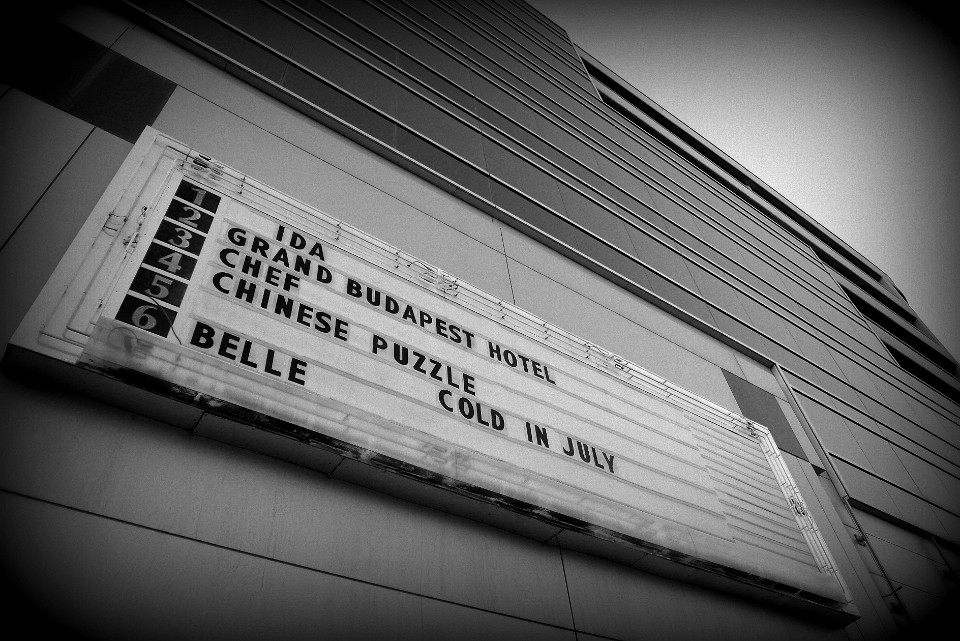 1 IDA
2 GRAND BUDAPEST HOTEL
3 CHEF
4 CHINESE PUZZLE
5 COLD IN JULY
6 BELLE